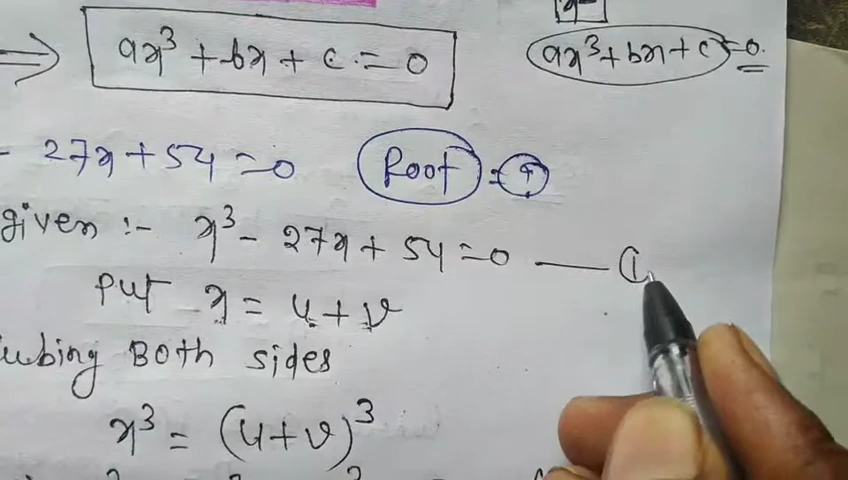 ⇒ ax³ + bx + c = 0
ax³ + bx + c = 0.
- 27x + 54 = 0 Root =
given :- x³ - 27x + 54 = 0 — ①
Put x = u + v
Cubing Both sides
x³ = (u + v)³